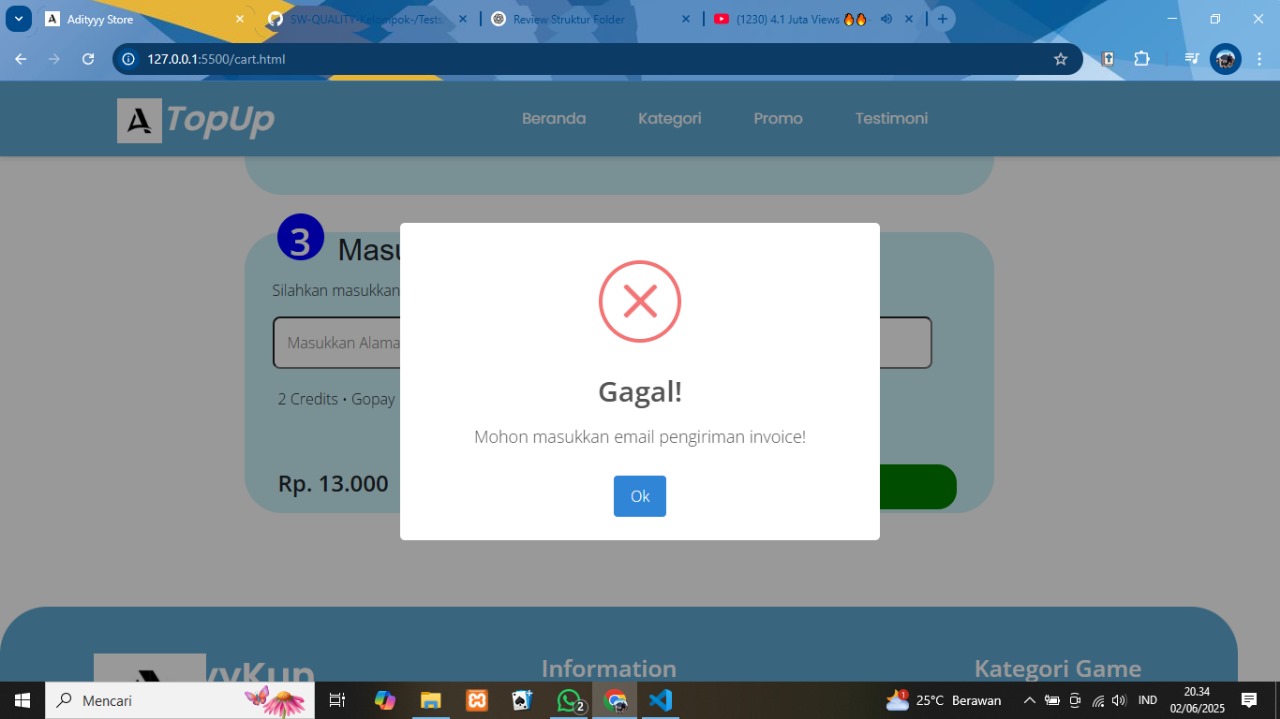 Adityyy Store
SW-QUALITY-Kelompok-/Tests
Review Struktur Folder
(1230) 4.1 Juta Views 🔥🔥
127.0.0.1:5500/cart.html
A TopUp
Beranda
Kategori
Promo
Testimoni
3
Masu
Silahkan masukkan
Masukkan Alama
2 Credits • Gopay
Rp. 13.000
Gagal!
Mohon masukkan email pengiriman invoice!
Ok
yyKup
Information
Kategori Game
Mencari
2
1
25°C Berawan
IND
20.34
02/06/2025